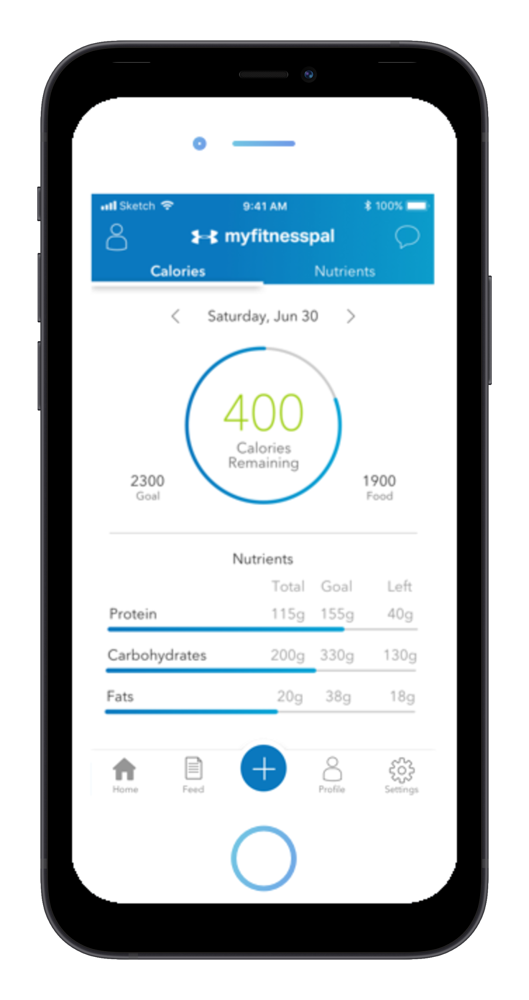 Sketch 9:41 AM 100%
myfitnesspal
Calories Nutrients
Saturday, Jun 30
400
Calories
Remaining
2300 1900
Goal Food
Nutrients
Total Goal Left
Protein 115g 155g 40g
Carbohydrates 200g 330g 130g
Fats 20g 38g 18g
Home Feed Profile Settings